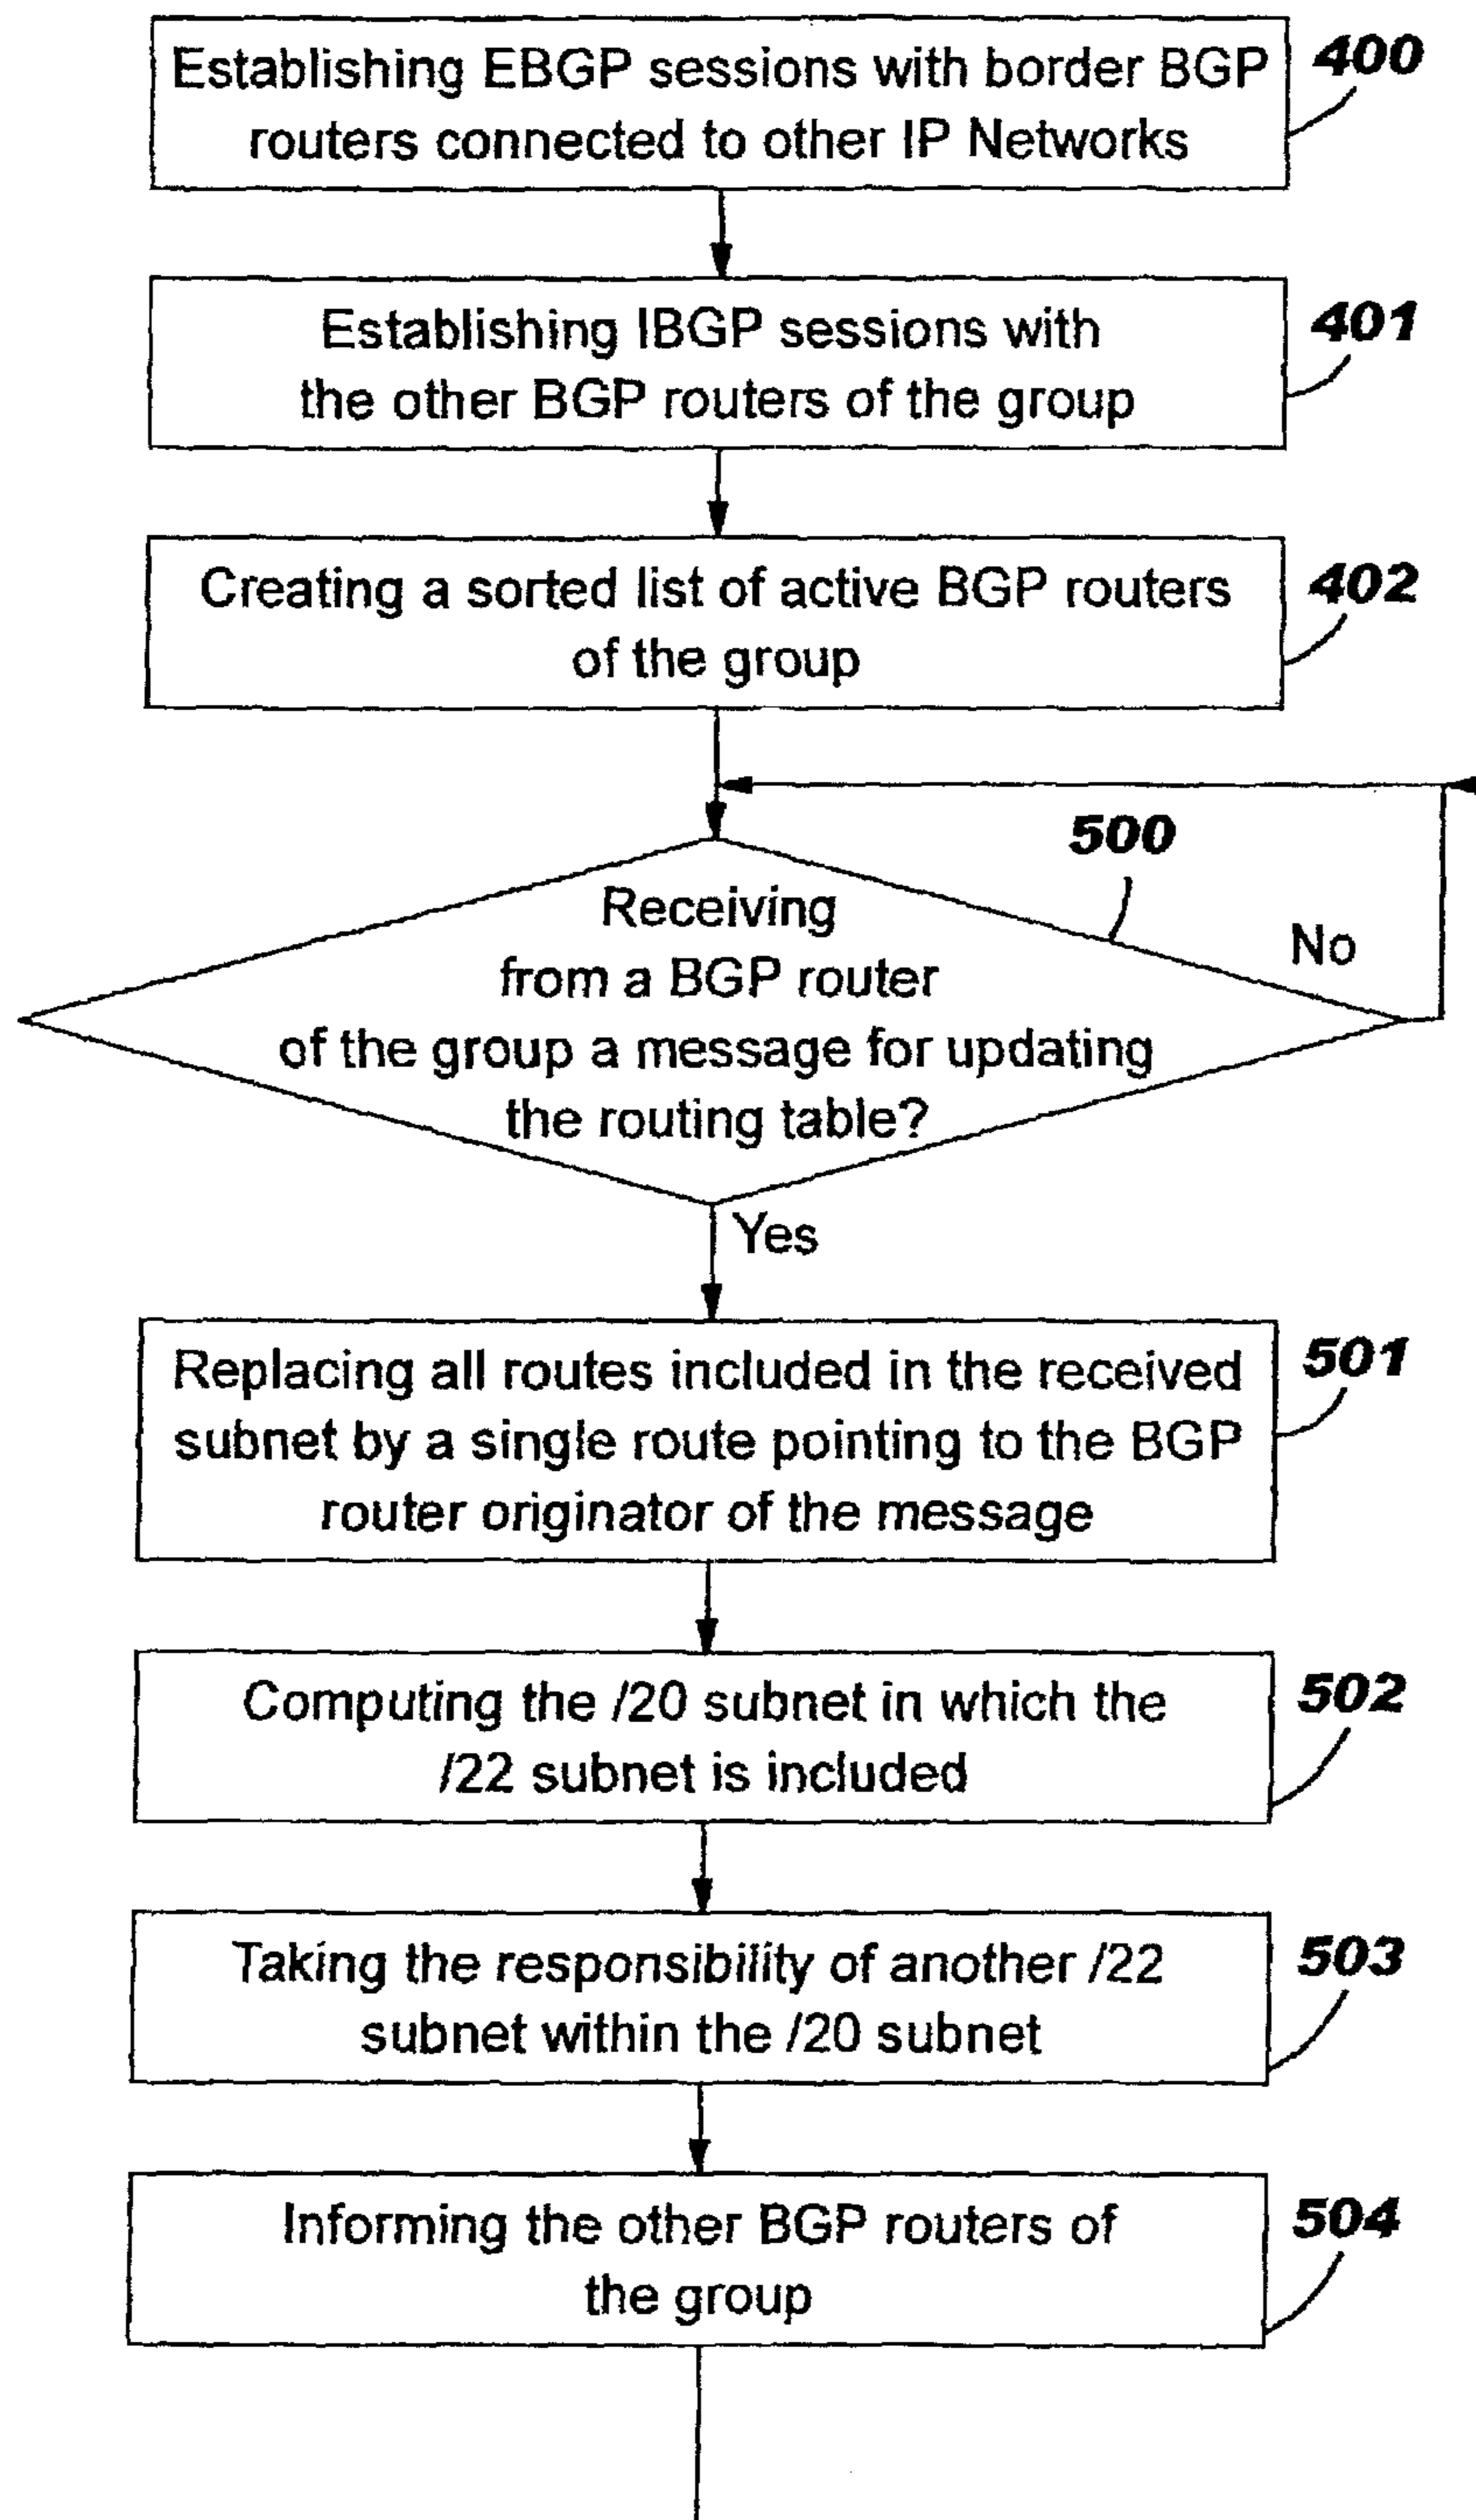 Establishing EBGP sessions with border BGP
routers connected to other IP Networks
400
Establishing IBGP sessions with
the other BGP routers of the group
401
Creating a sorted list of active BGP routers
of the group
402
500
Receiving
from a BGP router
of the group a message for updating
the routing table?
No
Yes
Replacing all routes included in the received
subnet by a single route pointing to the BGP
router originator of the message
501
Computing the /20 subnet in which the
/22 subnet is included
502
Taking the responsibility of another /22
subnet within the /20 subnet
503
Informing the other BGP routers of
the group
504